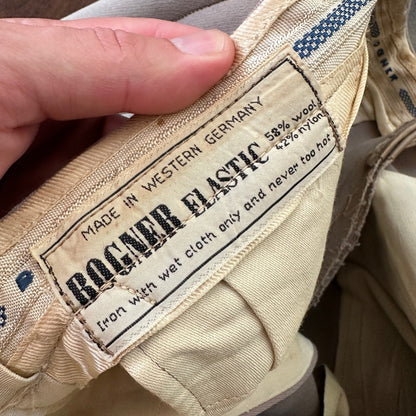 MADE IN WESTERN GERMANY
BOGNER ELASTIC 58% wool
42% nylon
Iron with wet cloth only and never too hot
OGNER